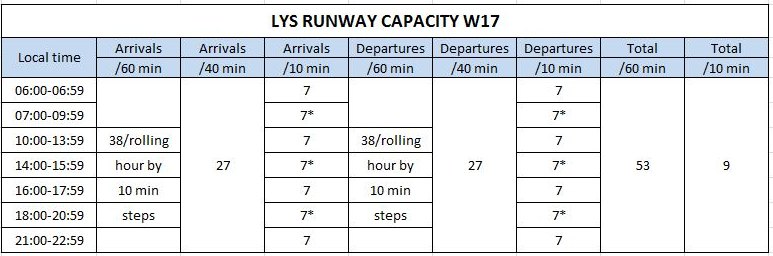 LYS RUNWAY CAPACITY W17
Local time Arrivals Arrivals Arrivals Departures Departures Departures Total Total
/60 min /40 min /10 min /60 min /40 min /10 min /60 min /10 min
06:00-06:59 7 7
07:00-09:59 7* 7*
10:00-13:59 38/rolling 7 38/rolling 7
14:00-15:59 hour by 27 7* hour by 27 7* 53 9
16:00-17:59 10 min 7 10 min 7
18:00-20:59 steps 7* steps 7*
21:00-22:59 7 7